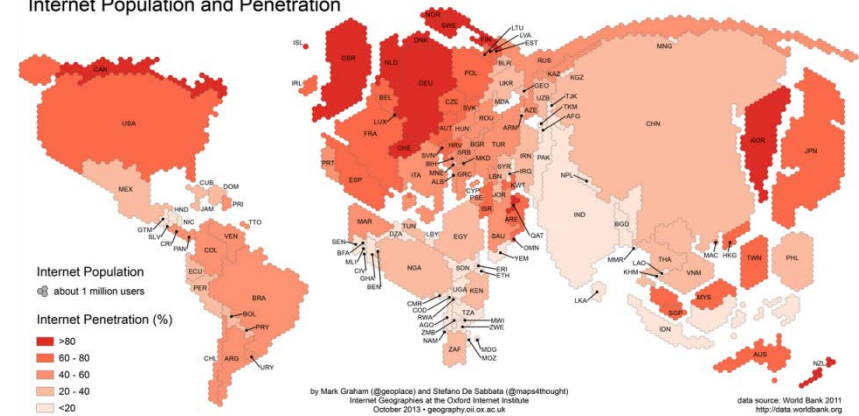 Internet Population and Penetration
NOR
SWE
FIN
LTU
LVA
EST
ISL
GBR
DNK
NLD
DEU
POL
BLR
RUS
MNG
CAN
IRL
UKR
KAZ
KGZ
BEL
GEO
TJK
CZE
MDA
UZB
TKM
USA
LUX
SVK
AZE
AFG
FRA
ROU
AUT
HUN
ARM
CHN
KOR
JPN
CHE
HRV
BGR
TUR
SVN
SRB
IRN
PAK
PRT
BIH
MKD
SYR
ESP
ITA
MNE
GRC
LBN
IRQ
NPL
ALB
KWT
MEX
CUB
DOM
CYP
JOR
PSE
IND
HND
JAM
PRI
ISR
BGD
GTM
NIC
MAR
TUN
ARE
QAT
SLV
TTO
SEN
DZA
LBY
EGY
SAU
OMN
MAC
HKG
CRI
VEN
BFA
MMR
PAN
COL
MLI
YEM
LAO
THA
TWN
PHL
CIV
NGA
SDN
ERI
KHM
VNM
ECU
GHA
ETH
BEN
PER
BRA
UGA
KEN
LKA
MYS
CMR
COD
SGP
BOL
RWA
TZA
MWI
IDN
PRY
AGO
ZWE
ZMB
CHL
ARG
URY
NAM
ZAF
MDG
MOZ
AUS
NZL
Internet Population
about 1 million users
Internet Penetration (%)
>80
60 - 80
40 - 60
20 - 40
<20
by Mark Graham (@geoplace) and Stefano De Sabbata (@maps4thought)
Internet Geographies at the Oxford Internet Institute
October 2013 • geography.oii.ox.ac.uk
data source: World Bank 2011
http://data.worldbank.org